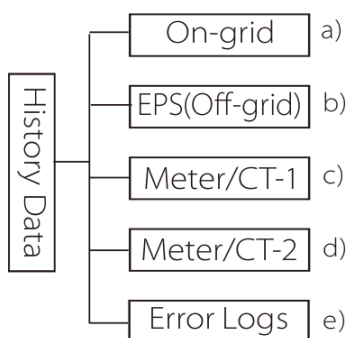 History Data
On-grid a)
EPS(Off-grid) b)
Meter/CT-1 c)
Meter/CT-2 d)
Error Logs e)